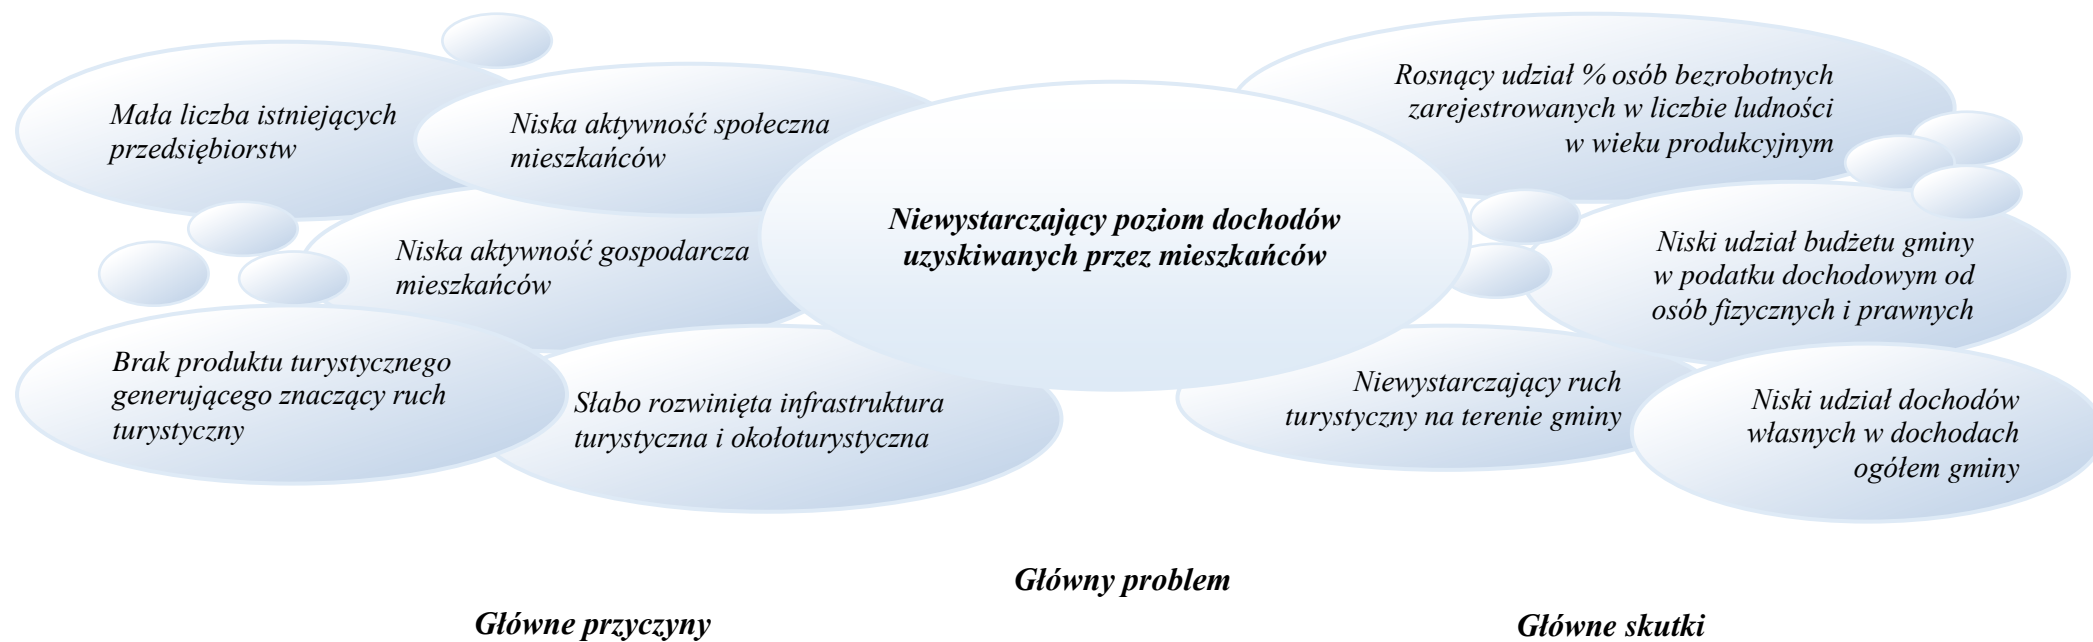 Mała liczba istniejących
przedsiębiorstw
Niska aktywność społeczna
mieszkańców
Niska aktywność gospodarcza
mieszkańców
Brak produktu turystycznego
generującego znaczący ruch
turystyczny
Słabo rozwinięta infrastruktura
turystyczna i okołoturystyczna
Niewystarczający poziom dochodów
uzyskiwanych przez mieszkańców
Rosnący udział % osób bezrobotnych
zarejestrowanych w liczbie ludności
w wieku produkcyjnym
Niski udział budżetu gminy
w podatku dochodowym od
osób fizycznych i prawnych
Niewystarczający ruch
turystyczny na terenie gminy
Niski udział dochodów
własnych w dochodach
ogółem gminy
Główny problem
Główne przyczyny
Główne skutki